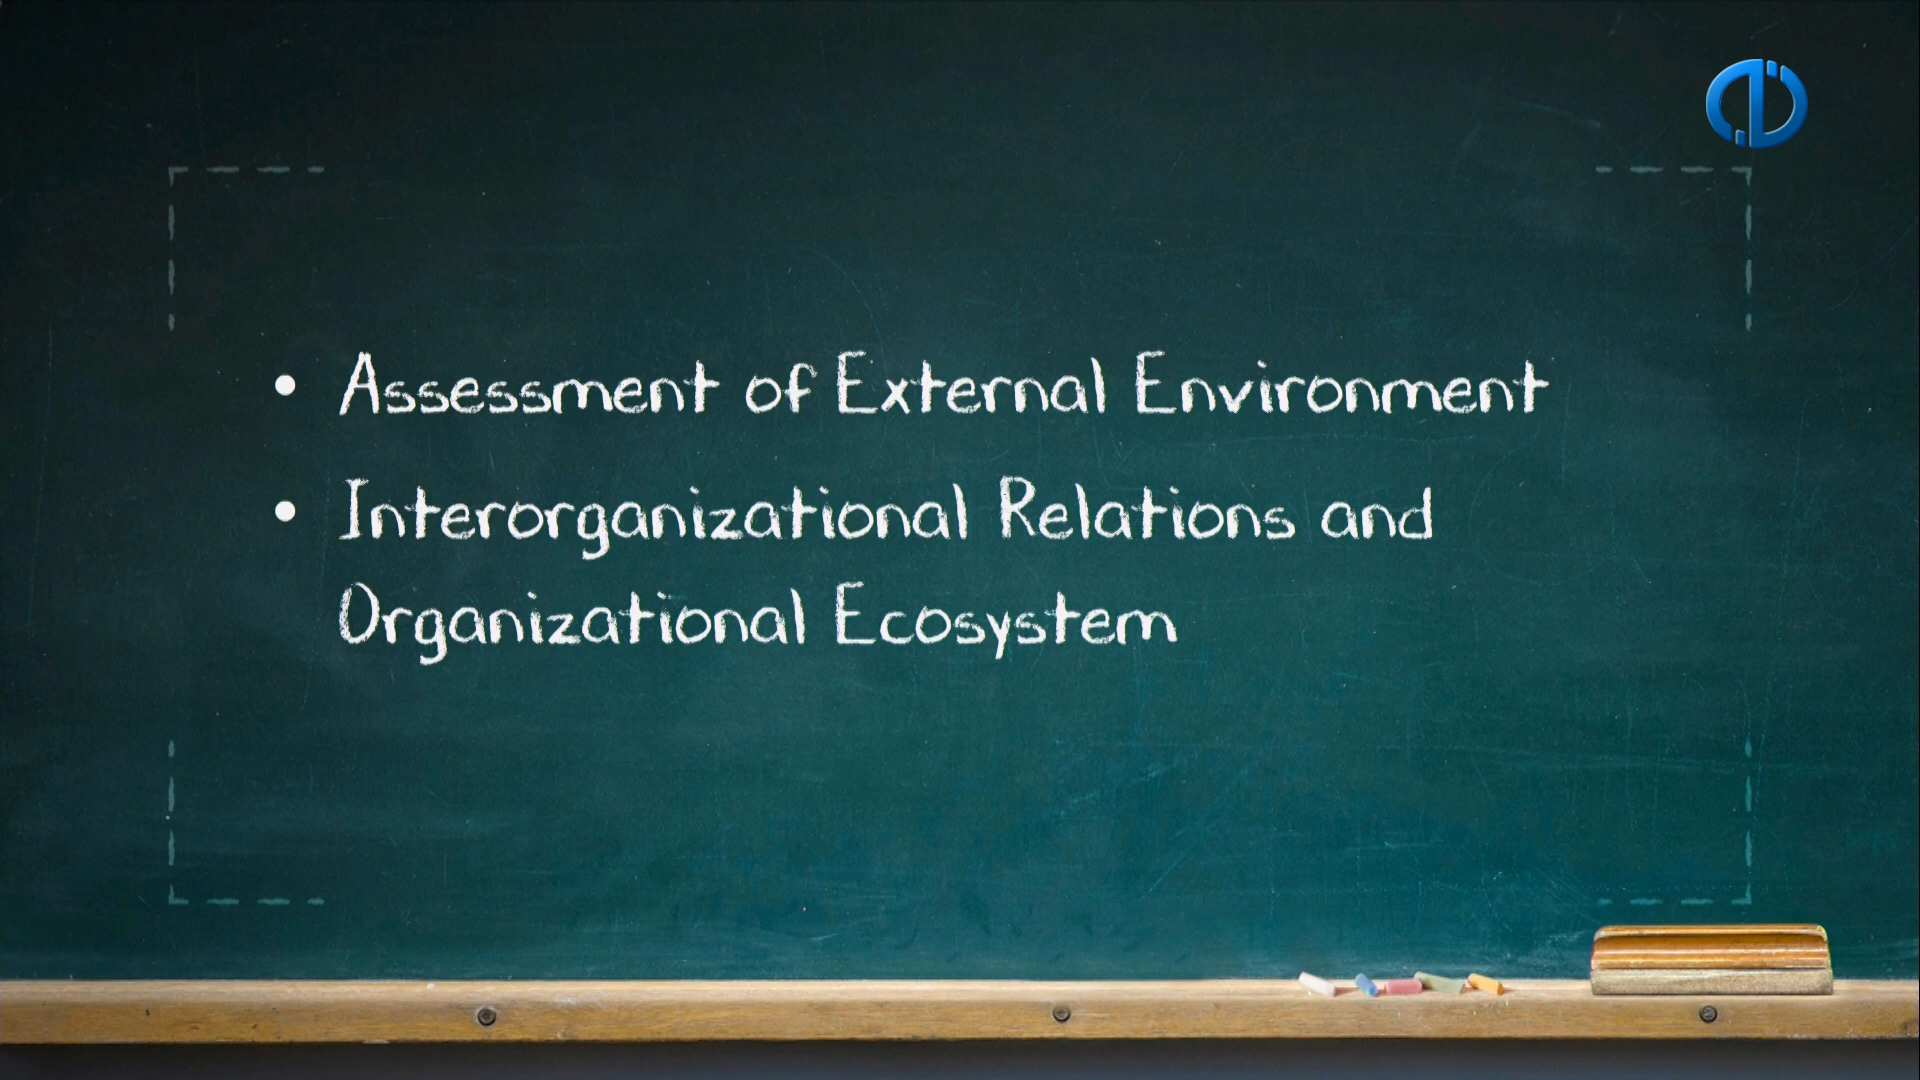 • Assessment of External Environment
• Interorganizational Relations and
Organizational Ecosystem